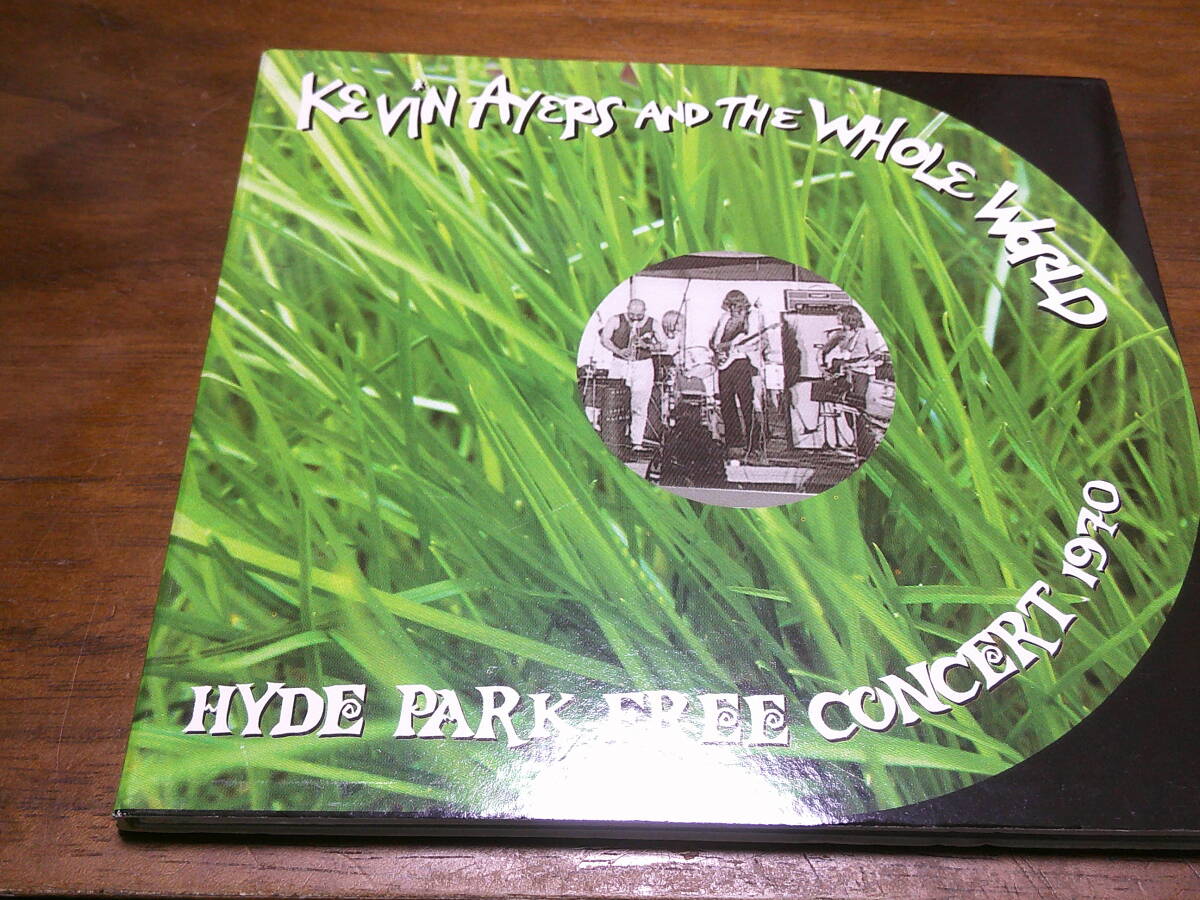 KEVIN AYERS AND THE WHOLE WORLD
HYDE PARK FREE CONCERT 1970